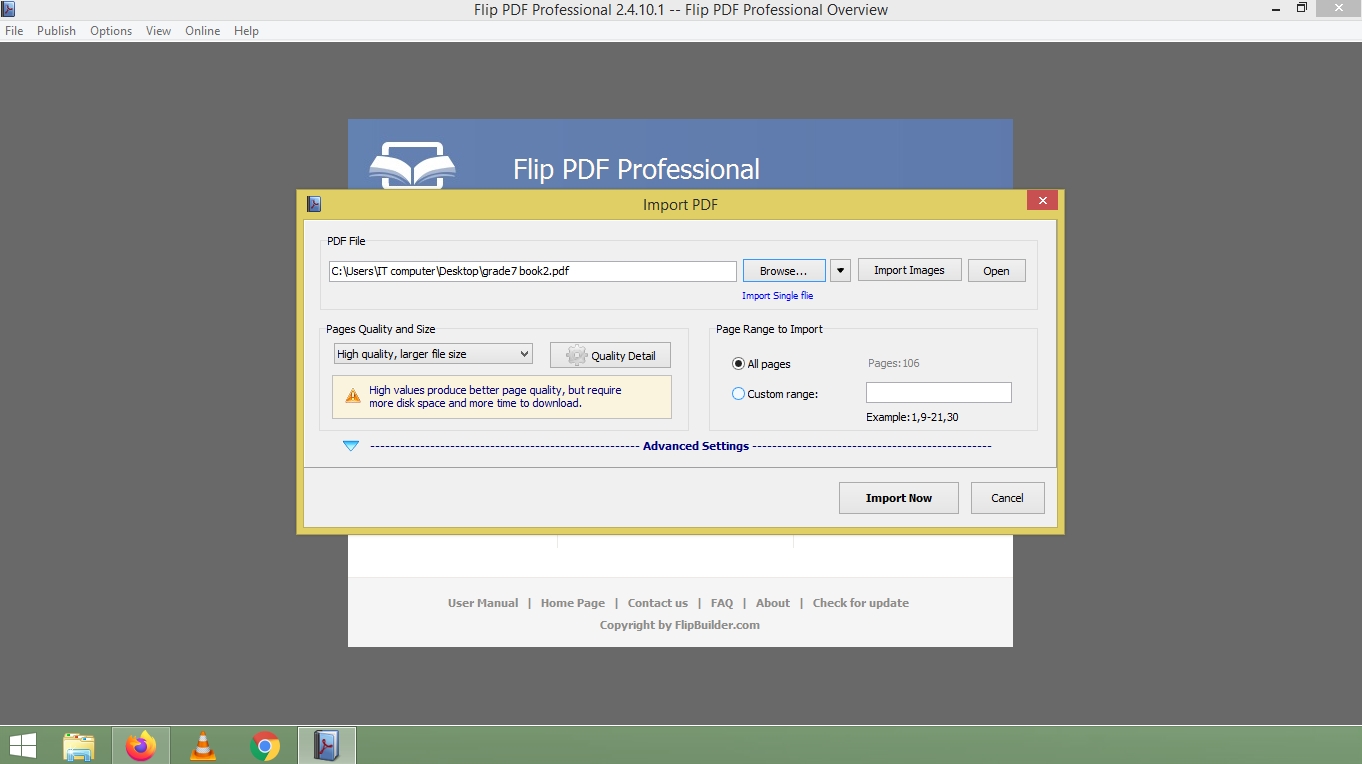 Flip PDF Professional 2.4.10.1 -- Flip PDF Professional Overview
File Publish Options View Online Help
Flip PDF Professional
Import PDF
PDF File
C:\Users\IT computer\Desktop\grade7 book2.pdf
Browse...
Import Images
Open
Import Single flie
Pages Quality and Size
High quality, larger file size
Quality Detail
High values produce better page quality, but require
more disk space and more time to download.
Page Range to Import
All pages
Pages:106
Custom range:
Example:1,9-21,30
Advanced Settings
Import Now
Cancel
User Manual | Home Page | Contact us | FAQ | About | Check for update
Copyright by FlipBuilder.com